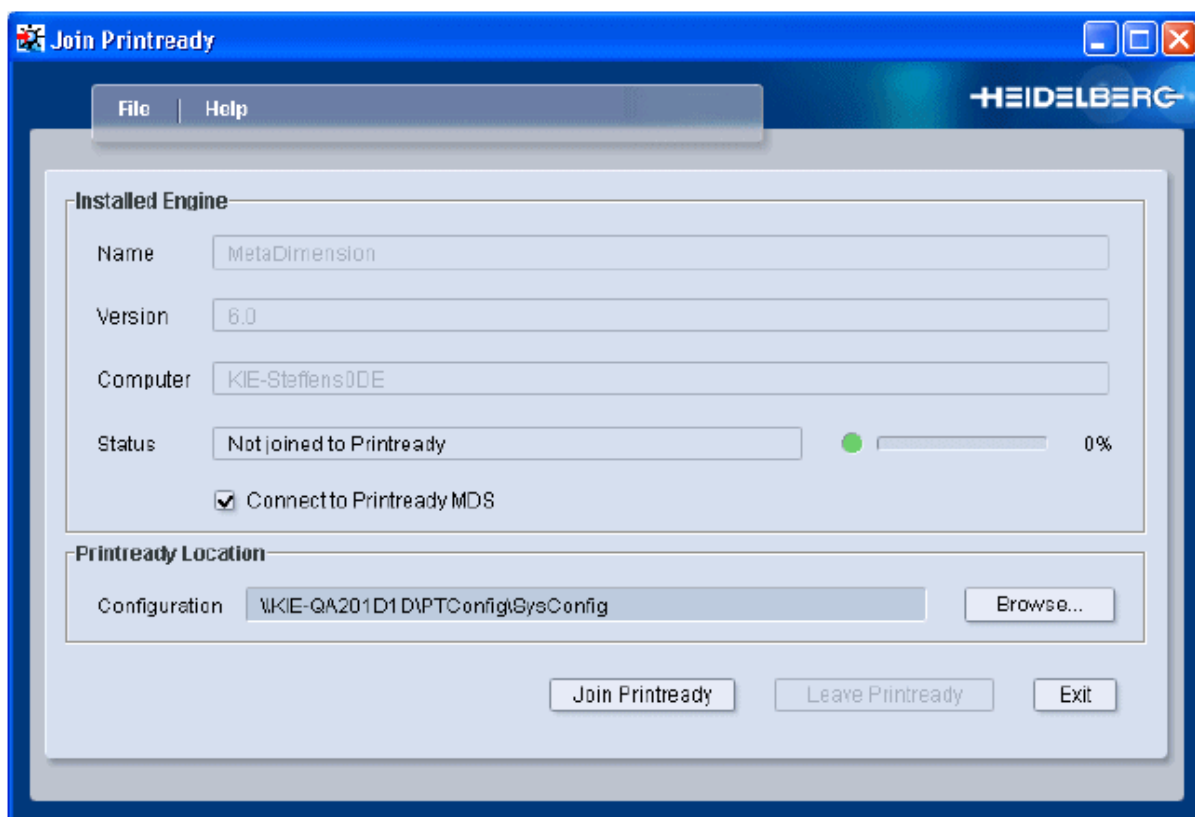 Join Printready
File | Help
HEIDELBERG
Installed Engine
Name MetaDimension
Version 6.0
Computer KIE-Steffens0DE
Status Not joined to Printready 0%
Connect to Printready MDS
Printready Location
Configuration \\KIE-QA201D1D\PTConfig\SysConfig Browse...
Join Printready Leave Printready Exit